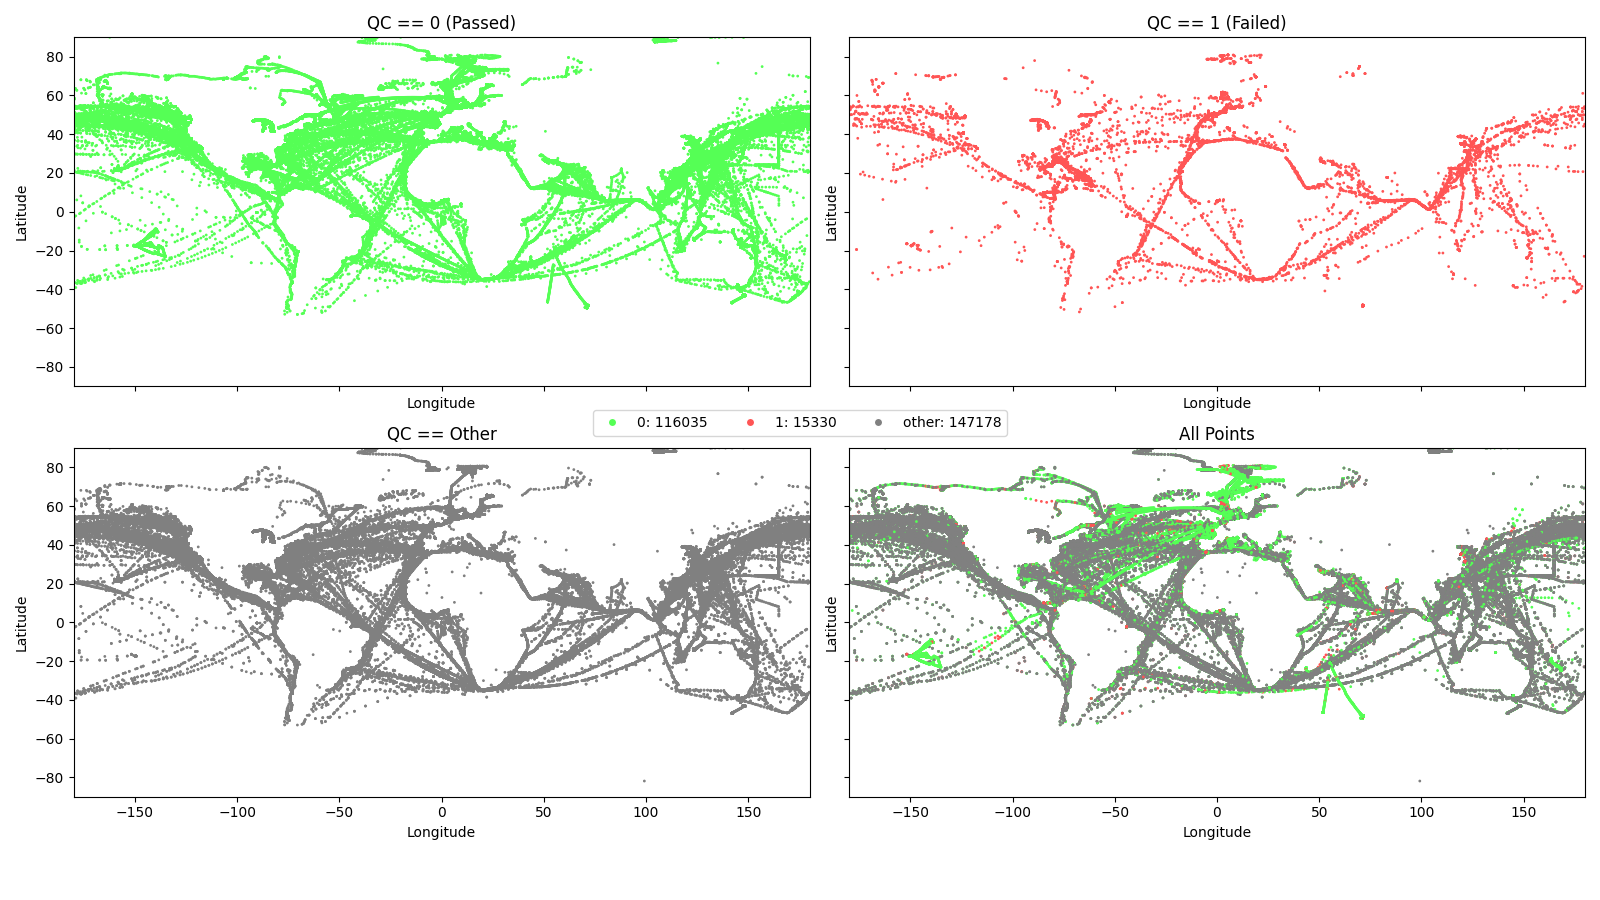 QC == 0 (Passed)
QC == 1 (Failed)
Latitude
80
60
40
20
0
−20
−40
−60
−80
Longitude
Latitude
Longitude
0: 116035
1: 15330
other: 147178
QC == Other
All Points
Latitude
80
60
40
20
0
−20
−40
−60
−80
−150
−100
−50
0
50
100
150
Longitude
Latitude
−150
−100
−50
0
50
100
150
Longitude